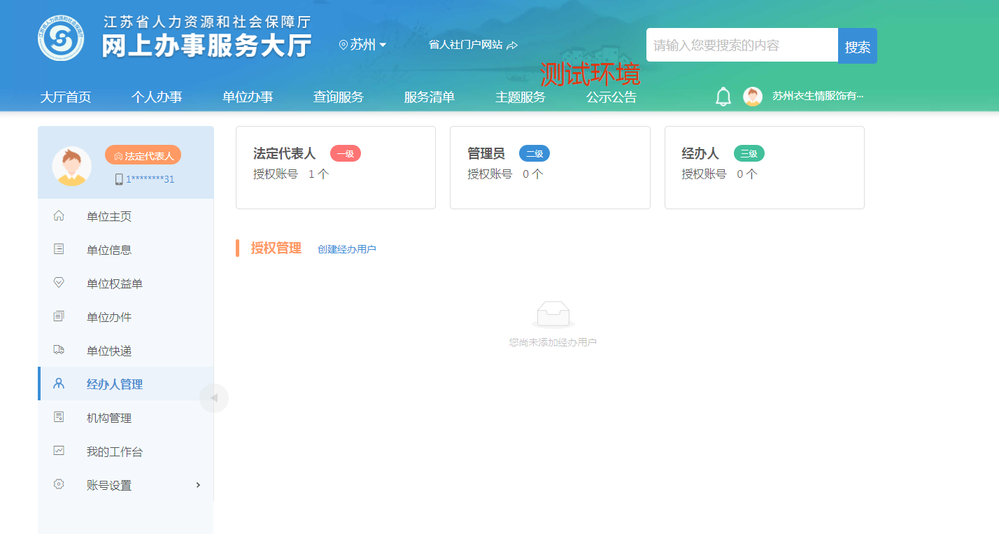 江苏省人力资源和社会保障厅
网上办事服务大厅
苏州
省人社门户网站
请输入您要搜索的内容
搜索
测试环境
大厅首页 个人办事 单位办事 查询服务 服务清单 主题服务 公示公告
苏州衣生情服饰有...
法定代表人
1********31
单位主页
单位信息
单位权益单
单位办件
单位快递
经办人管理
机构管理
我的工作台
账号设置
法定代表人 一级
授权账号 1 个
管理员 二级
授权账号 0 个
经办人 三级
授权账号 0 个
授权管理 创建经办用户
您尚未添加经办用户